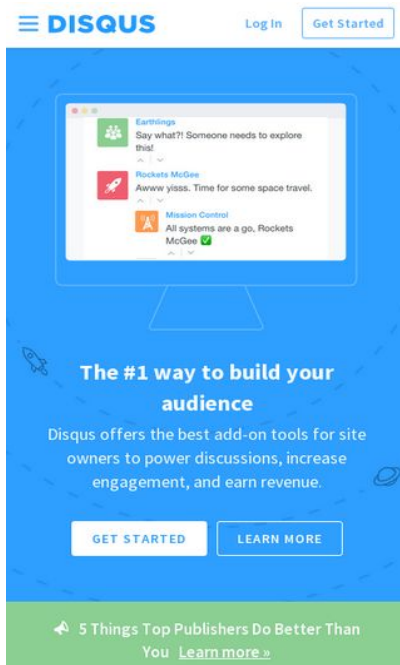 DISQUS
Log In
Get Started
Earthlings
Say what?! Someone needs to explore
this!
Rockets McGee
Awww yisss. Time for some space travel.
Mission Control
All systems are a go, Rockets
McGee ✅
The #1 way to build your
audience
Disqus offers the best add-on tools for site
owners to power discussions, increase
engagement, and earn revenue.
GET STARTED
LEARN MORE
5 Things Top Publishers Do Better Than
You Learn more »